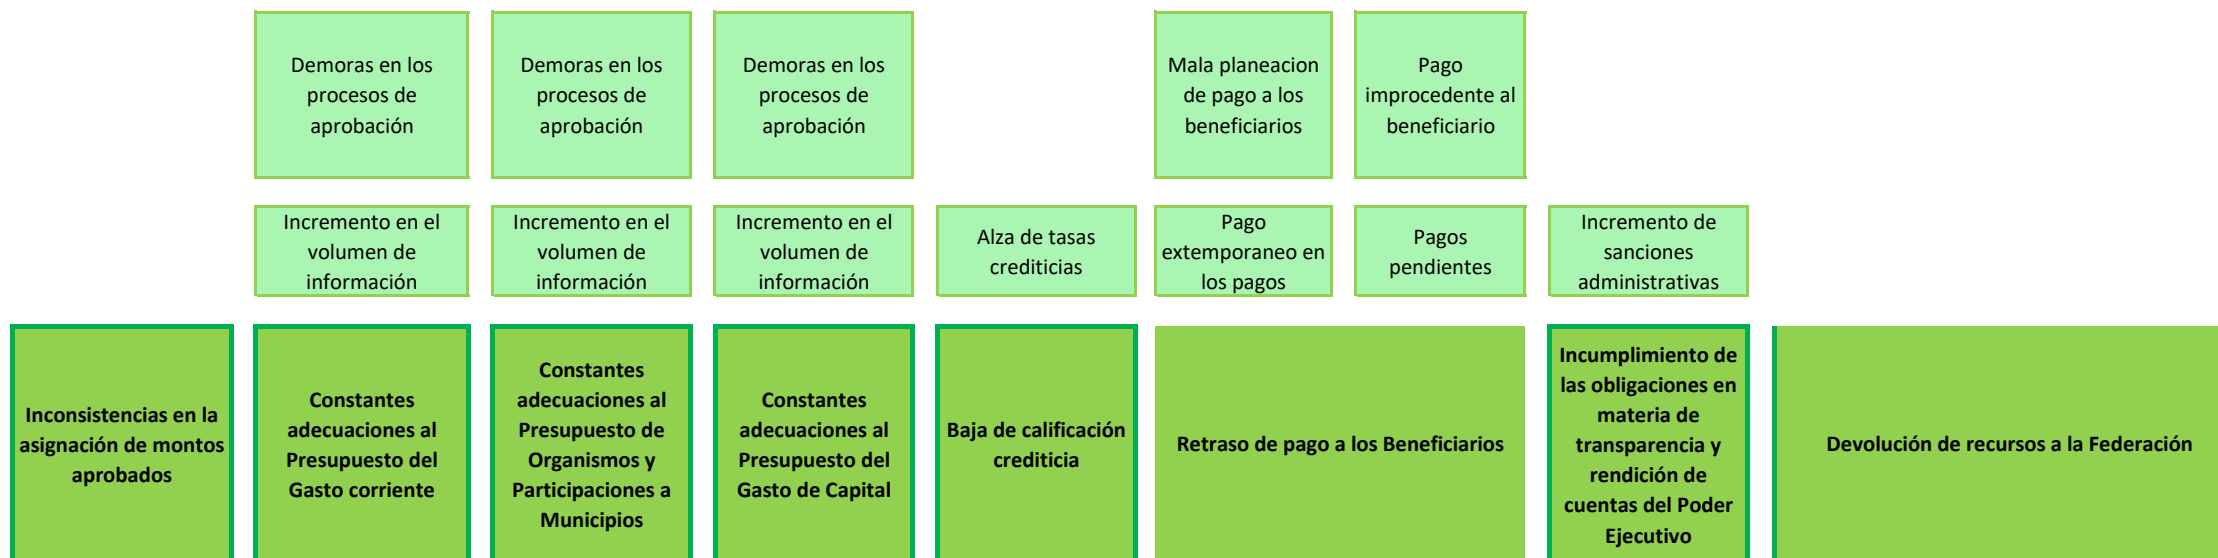 Demoras en los
procesos de
aprobación
Demoras en los
procesos de
aprobación
Demoras en los
procesos de
aprobación
Mala planeacion
de pago a los
beneficiarios
Pago
improcedente al
beneficiario
Incremento en el
volumen de
información
Incremento en el
volumen de
información
Incremento en el
volumen de
información
Alza de tasas
crediticias
Pago
extemporaneo en
los pagos
Pagos
pendientes
Incremento de
sanciones
administrativas
Inconsistencias en la
asignación de montos
aprobados
Constantes
adecuaciones al
Presupuesto del
Gasto corriente
Constantes
adecuaciones al
Presupuesto de
Organismos y
Participaciones a
Municipios
Constantes
adecuaciones al
Presupuesto del
Gasto de Capital
Baja de calificación
crediticia
Retraso de pago a los Beneficiarios
Incumplimiento de
las obligaciones en
materia de
transparencia y
rendición de
cuentas del Poder
Ejecutivo
Devolución de recursos a la Federación